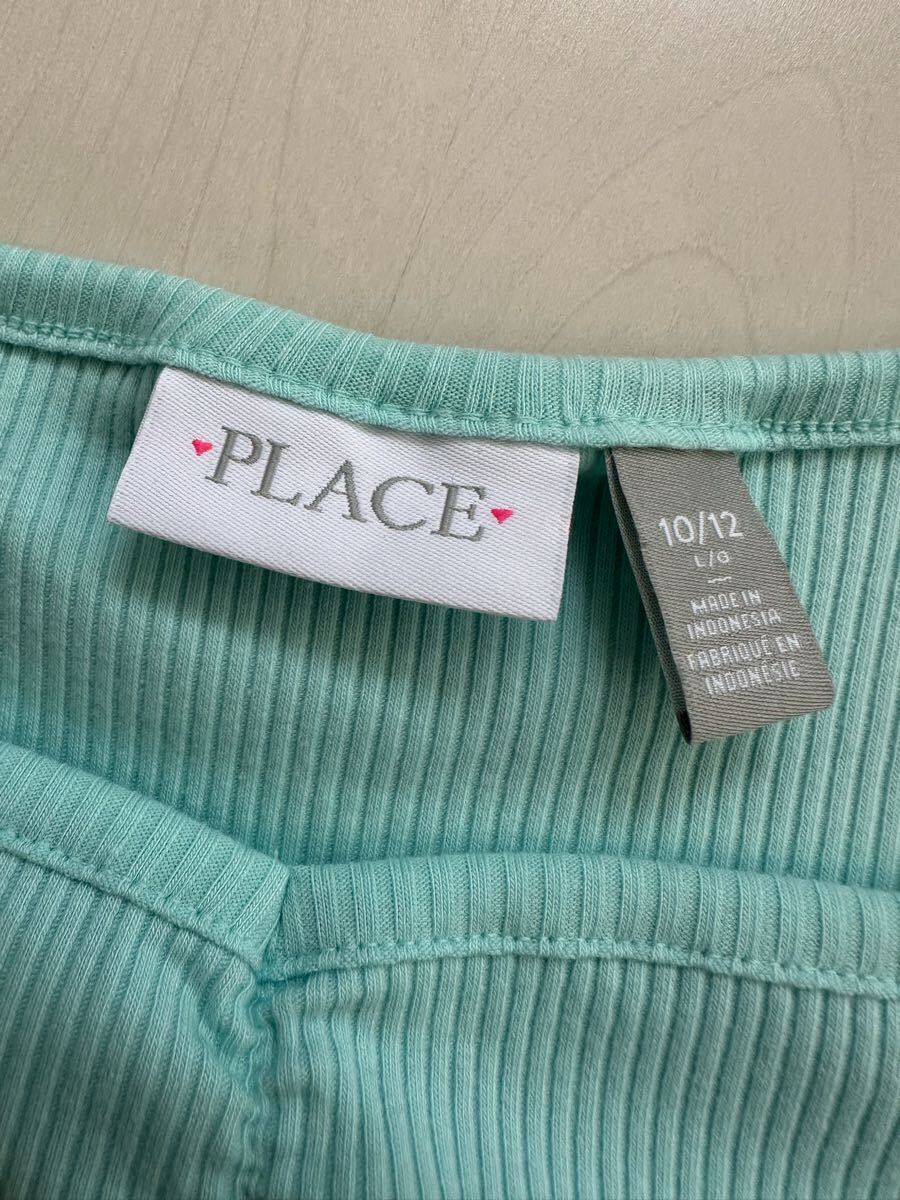 PLACE
10/12
L/G
MADE IN
INDONESIA
FABRIQUÉ EN
INDONÉSIE